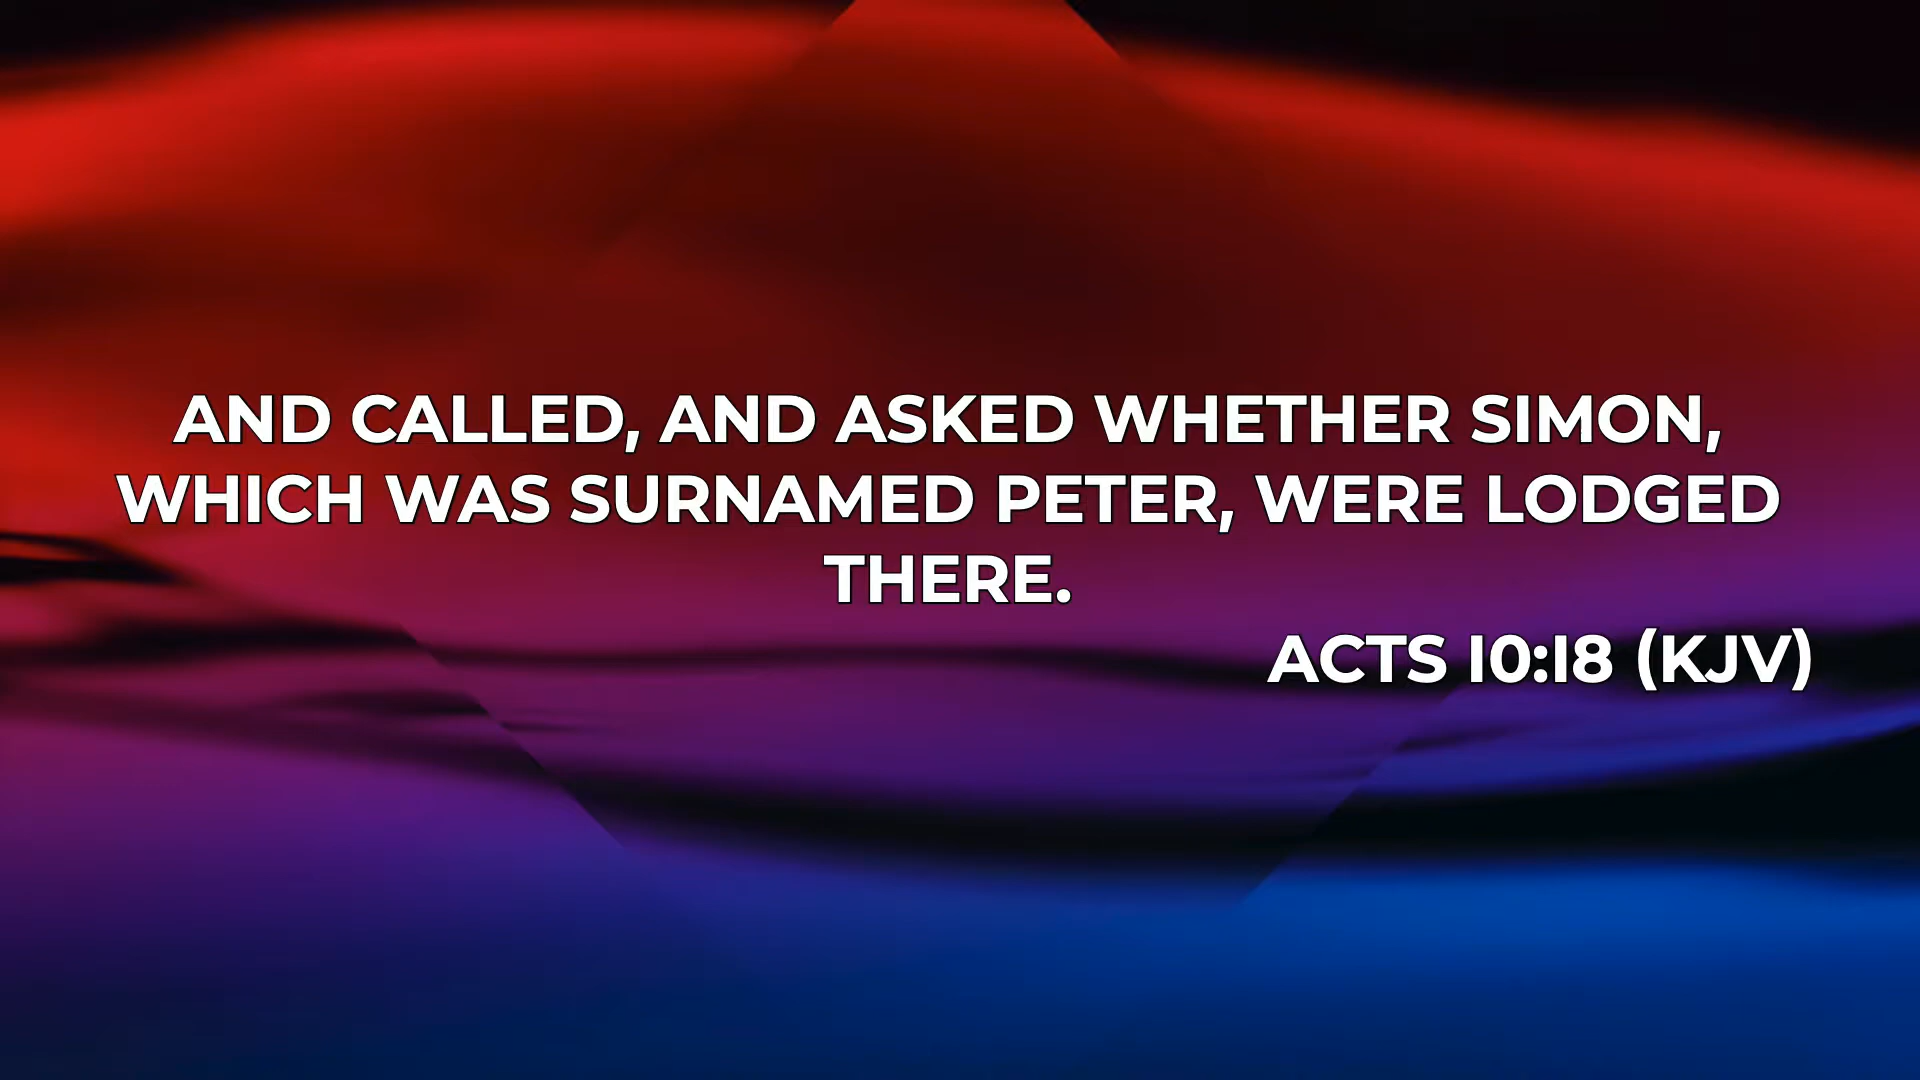 AND CALLED, AND ASKED WHETHER SIMON,
WHICH WAS SURNAMED PETER, WERE LODGED
THERE.
ACTS 10:18 (KJV)